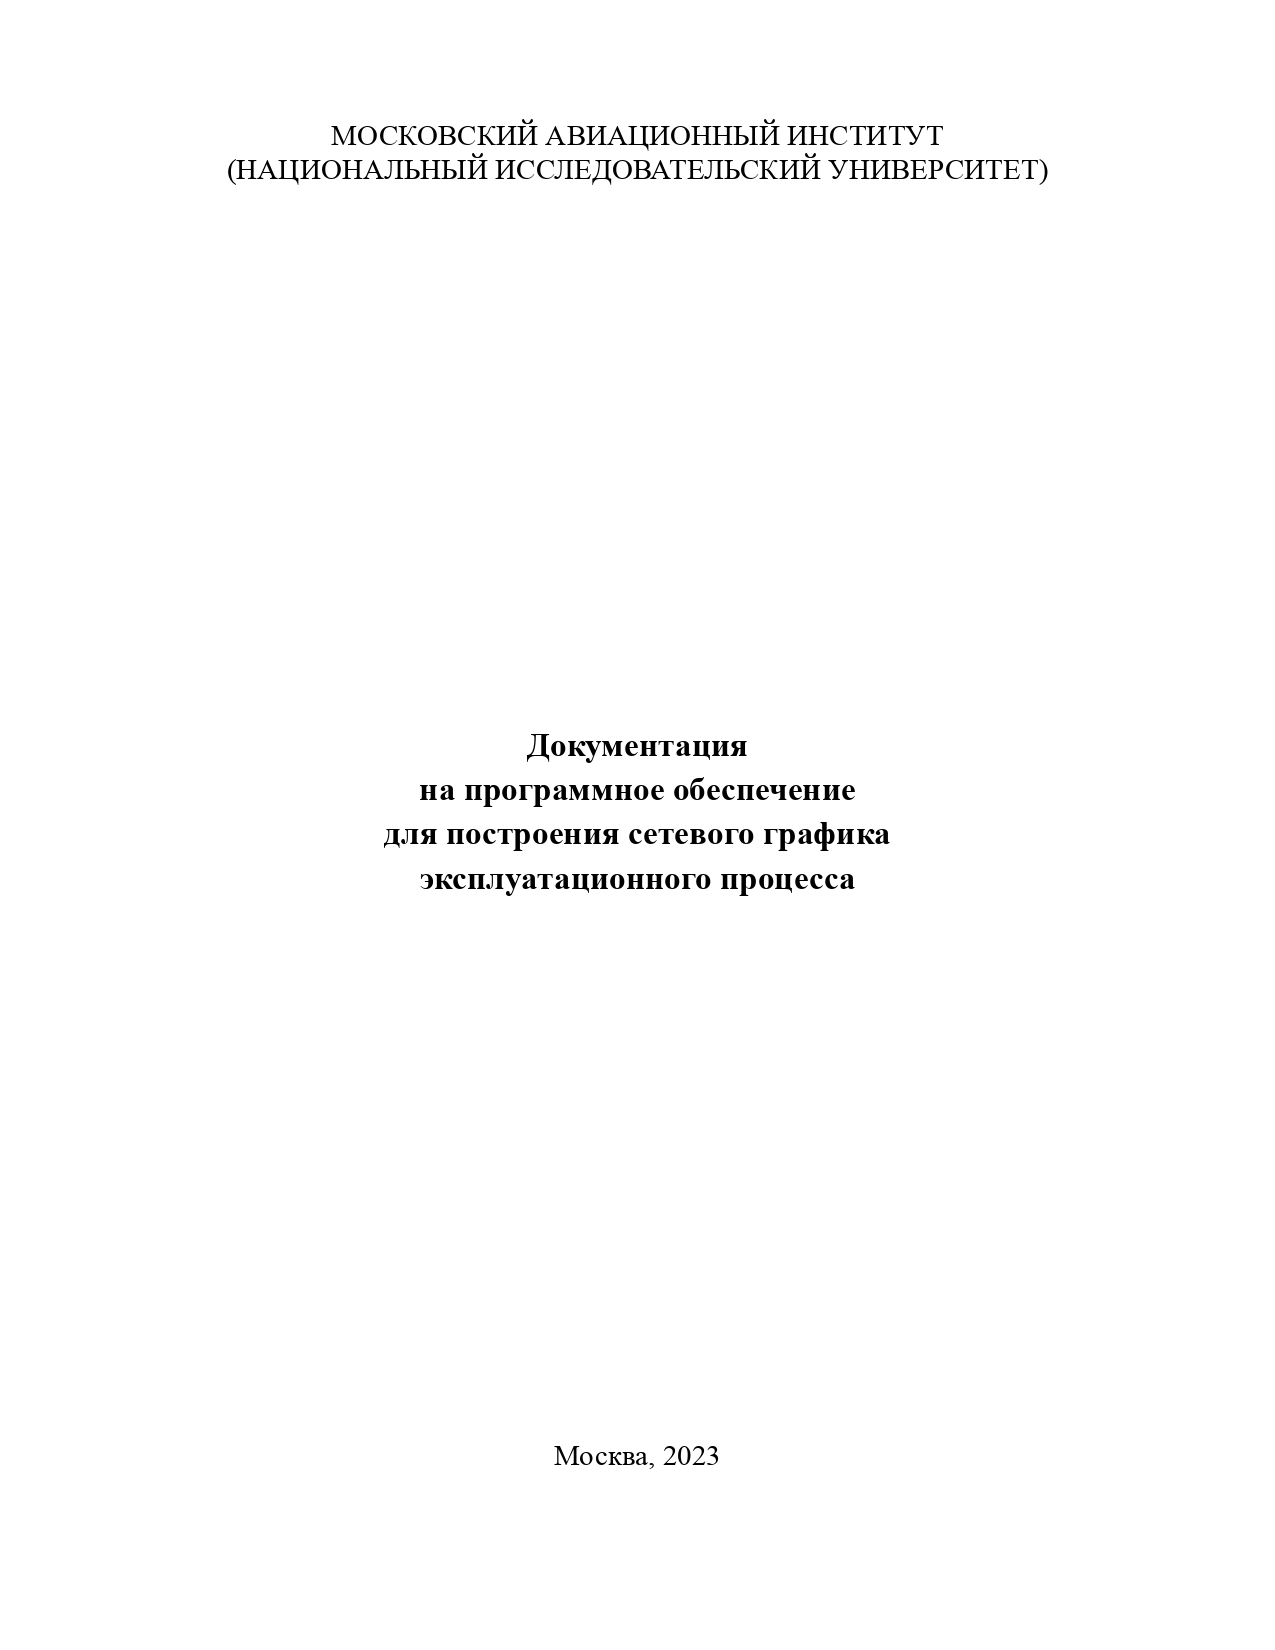 МОСКОВСКИЙ АВИАЦИОННЫЙ ИНСТИТУТ
(НАЦИОНАЛЬНЫЙ ИССЛЕДОВАТЕЛЬСКИЙ УНИВЕРСИТЕТ)
Документация
на программное обеспечение
для построения сетевого графика
эксплуатационного процесса
Москва, 2023